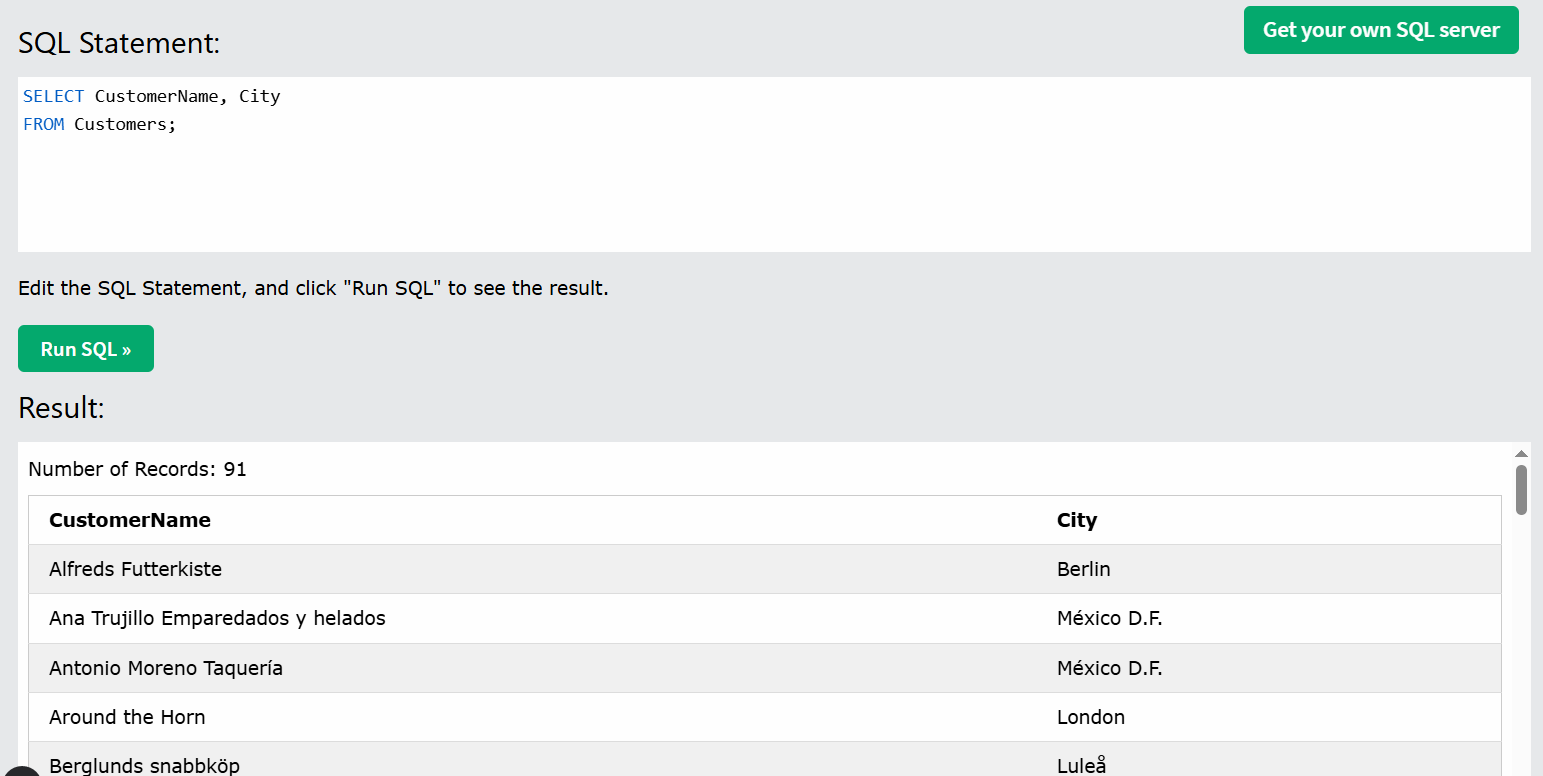 SQL Statement:
Get your own SQL server
SELECT CustomerName, City
FROM Customers;
Edit the SQL Statement, and click "Run SQL" to see the result.
Run SQL »
Result:
Number of Records: 91
CustomerName City
Alfreds Futterkiste Berlin
Ana Trujillo Emparedados y helados México D.F.
Antonio Moreno Taquería México D.F.
Around the Horn London
Berglunds snabbköp Luleå